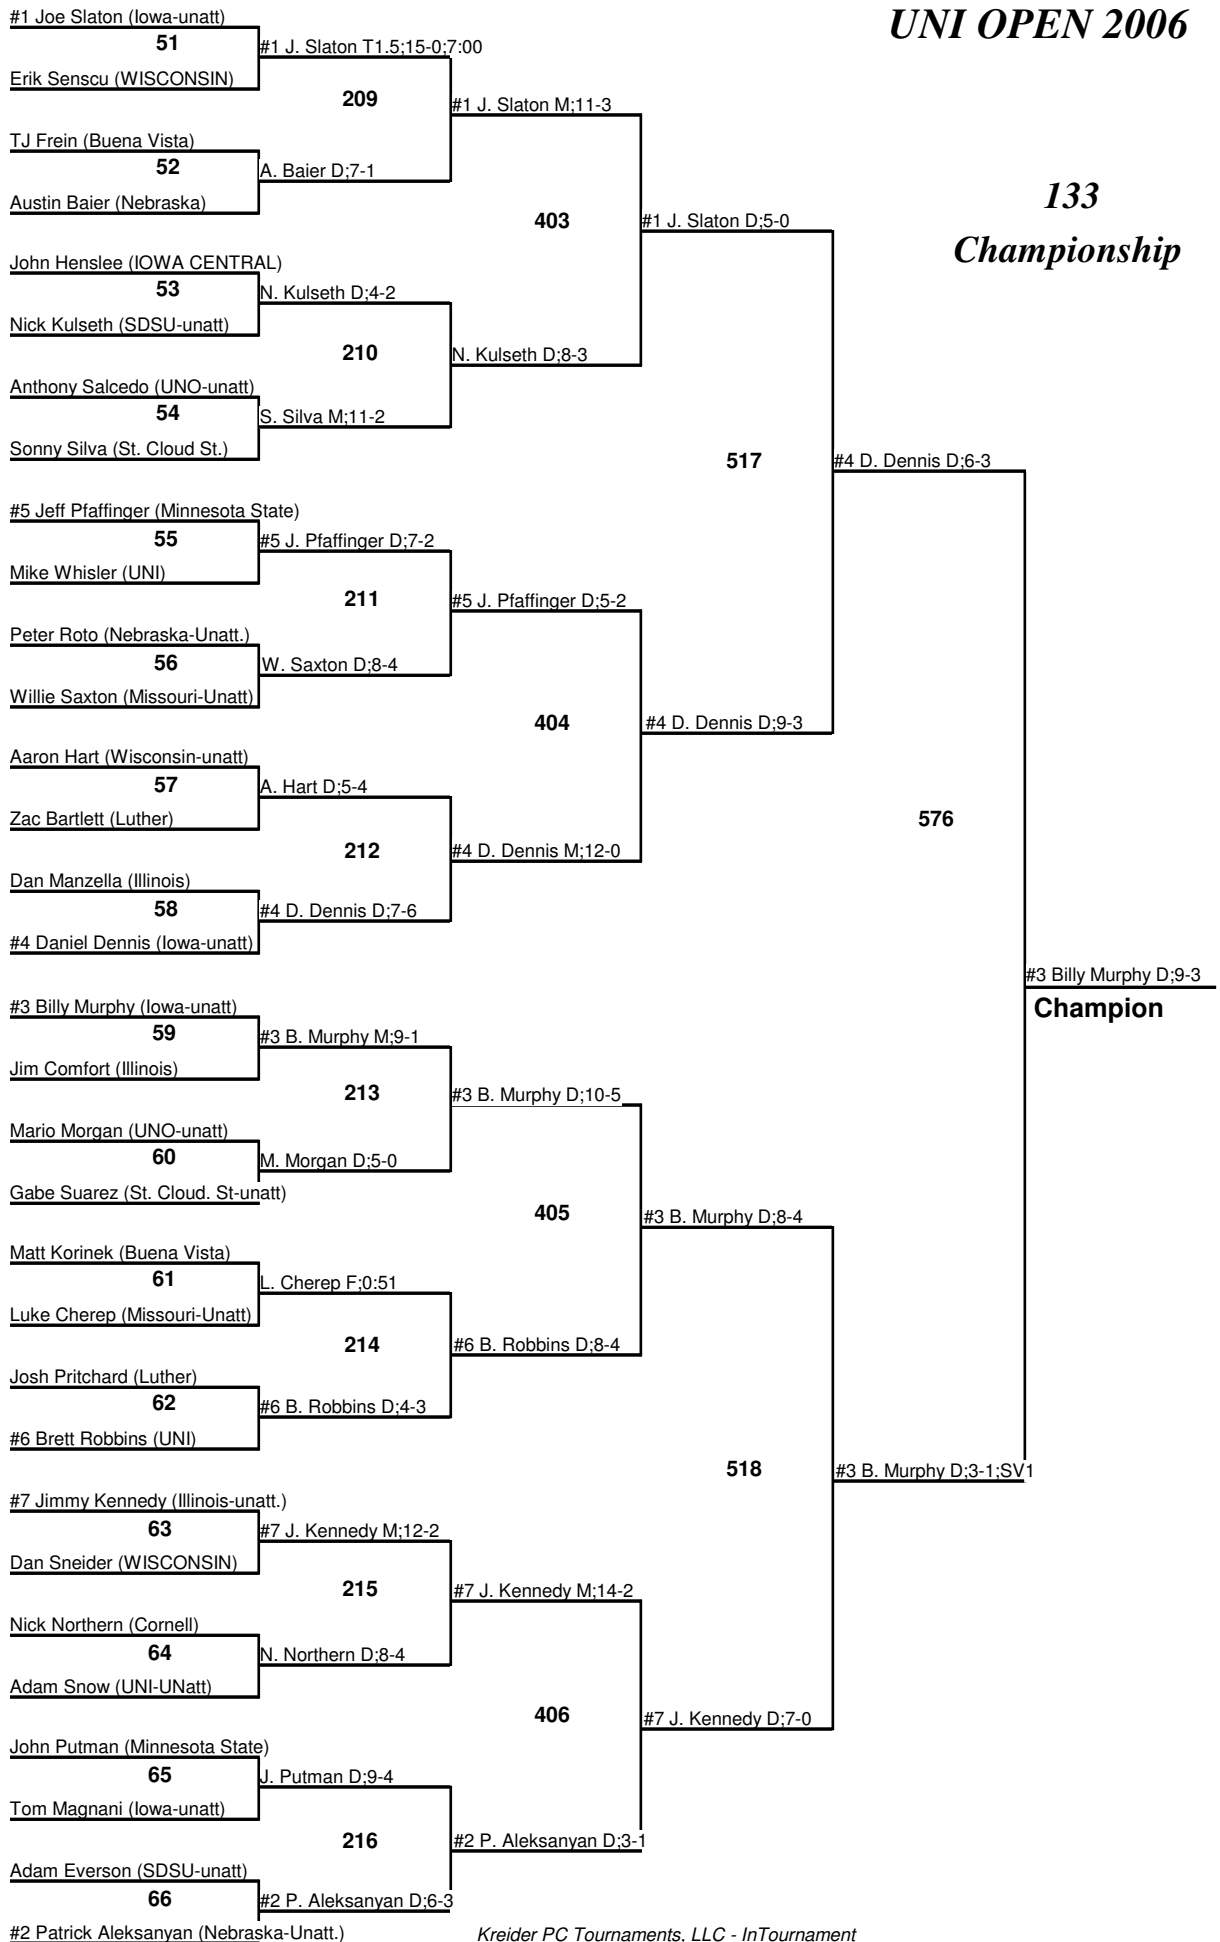 UNI OPEN 2006
133
Championship
#1 Joe Slaton (Iowa-unatt)
51
#1 J. Slaton T1.5;15-0;7:00
Erik Senscu (WISCONSIN)
209
#1 J. Slaton M;11-3
TJ Frein (Buena Vista)
52
A. Baier D;7-1
Austin Baier (Nebraska)
403
#1 J. Slaton D;5-0
John Henslee (IOWA CENTRAL)
53
N. Kulseth D;4-2
Nick Kulseth (SDSU-unatt)
210
N. Kulseth D;8-3
Anthony Salcedo (UNO-unatt)
54
S. Silva M;11-2
Sonny Silva (St. Cloud St.)
517
#4 D. Dennis D;6-3
#5 Jeff Pfaffinger (Minnesota State)
55
#5 J. Pfaffinger D;7-2
Mike Whisler (UNI)
211
#5 J. Pfaffinger D;5-2
Peter Roto (Nebraska-Unatt.)
56
W. Saxton D;8-4
Willie Saxton (Missouri-Unatt)
404
#4 D. Dennis D;9-3
Aaron Hart (Wisconsin-unatt)
57
A. Hart D;5-4
Zac Bartlett (Luther)
576
212
#4 D. Dennis M;12-0
Dan Manzella (Illinois)
58
#4 D. Dennis D;7-6
#4 Daniel Dennis (Iowa-unatt)
#3 Billy Murphy D;9-3
Champion
#3 Billy Murphy (Iowa-unatt)
59
#3 B. Murphy M;9-1
Jim Comfort (Illinois)
213
#3 B. Murphy D;10-5
Mario Morgan (UNO-unatt)
60
M. Morgan D;5-0
Gabe Suarez (St. Cloud. St-unatt)
405
#3 B. Murphy D;8-4
Matt Korinek (Buena Vista)
61
L. Cherep F;0:51
Luke Cherep (Missouri-Unatt)
214
#6 B. Robbins D;8-4
Josh Pritchard (Luther)
62
#6 B. Robbins D;4-3
#6 Brett Robbins (UNI)
518
#3 B. Murphy D;3-1;SV1
#7 Jimmy Kennedy (Illinois-unatt.)
63
#7 J. Kennedy M;12-2
Dan Sneider (WISCONSIN)
215
#7 J. Kennedy M;14-2
Nick Northern (Cornell)
64
N. Northern D;8-4
Adam Snow (UNI-UNatt)
406
#7 J. Kennedy D;7-0
John Putman (Minnesota State)
65
J. Putman D;9-4
Tom Magnani (Iowa-unatt)
216
#2 P. Aleksanyan D;3-1
Adam Everson (SDSU-unatt)
66
#2 P. Aleksanyan D;6-3
#2 Patrick Aleksanyan (Nebraska-Unatt.)
Kreider PC Tournaments, LLC - InTournament